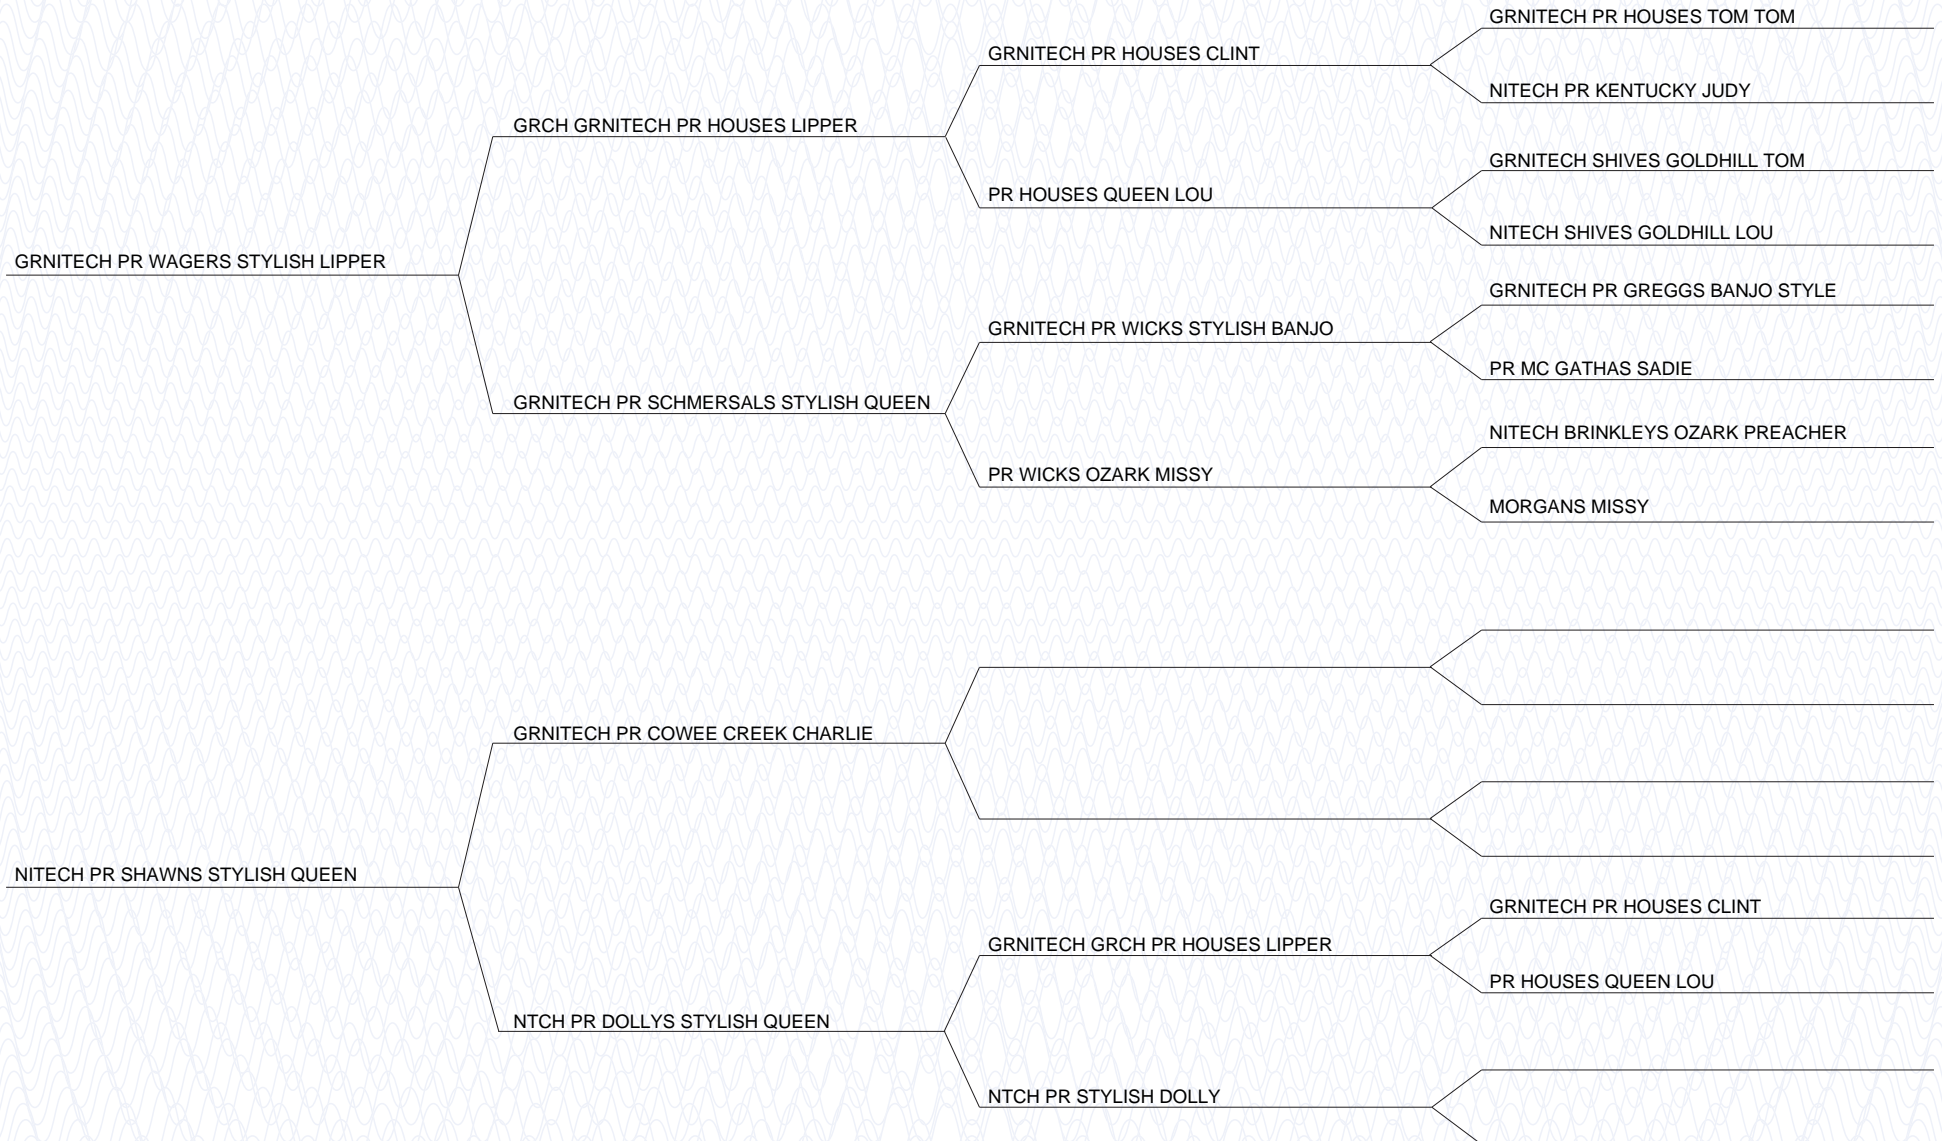 GRNITECH PR HOUSES TOM TOM
GRNITECH PR HOUSES CLINT
NITECH PR KENTUCKY JUDY
GRCH GRNITECH PR HOUSES LIPPER
GRNITECH SHIVES GOLDHILL TOM
PR HOUSES QUEEN LOU
NITECH SHIVES GOLDHILL LOU
GRNITECH PR WAGERS STYLISH LIPPER
GRNITECH PR GREGGS BANJO STYLE
GRNITECH PR WICKS STYLISH BANJO
PR MC GATHAS SADIE
GRNITECH PR SCHMERSALS STYLISH QUEEN
NITECH BRINKLEYS OZARK PREACHER
PR WICKS OZARK MISSY
MORGANS MISSY
GRNITECH PR COWEE CREEK CHARLIE
NITECH PR SHAWNS STYLISH QUEEN
GRNITECH PR HOUSES CLINT
GRNITECH GRCH PR HOUSES LIPPER
PR HOUSES QUEEN LOU
NTCH PR DOLLYS STYLISH QUEEN
NTCH PR STYLISH DOLLY